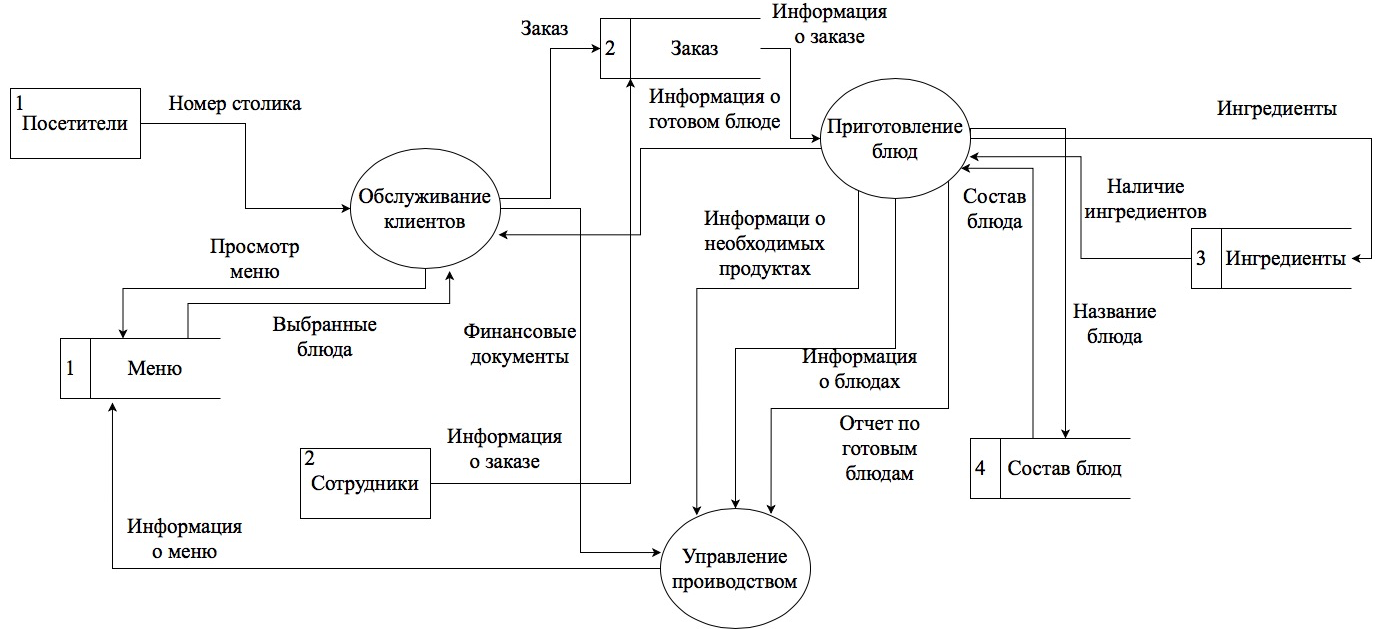 Заказ
2
Заказ
Информация
о заказе
1
Посетители
Номер столика
Информация о
готовом блюде
Приготовление
блюд
Ингредиенты
Обслуживание
клиентов
Состав
блюда
Наличие
ингредиентов
Просмотр
меню
Информаци о
необходимых
продуктах
3
Ингредиенты
Выбранные
блюда
Финансовые
документы
Название
блюда
1
Меню
Информация
о блюдах
Информация
о заказе
2
Сотрудники
Отчет по
готовым
блюдам
4
Состав блюд
Информация
о меню
Управление
проиводством